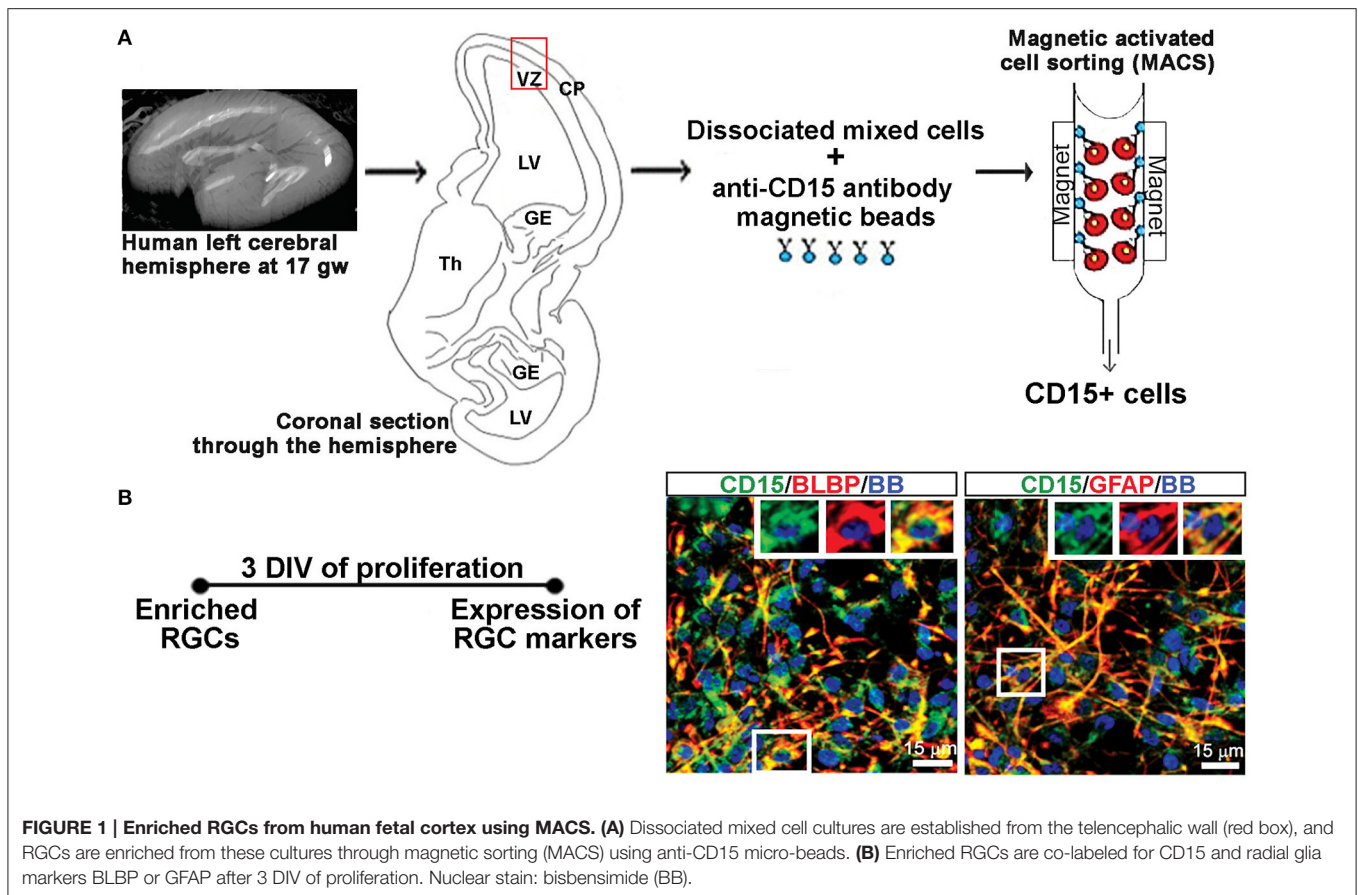 A
Human left cerebral
hemisphere at 17 gw
VZ
CP
LV
GE
Th
GE
LV
Coronal section
through the hemisphere
Dissociated mixed cells
+
anti-CD15 antibody
magnetic beads
Magnetic activated
cell sorting (MACS)
Magnet
Magnet
CD15+ cells
B
3 DIV of proliferation
Enriched
RGCs
Expression of
RGC markers
CD15/BLBP/BB
15 μm
CD15/GFAP/BB
15 μm
FIGURE 1 | Enriched RGCs from human fetal cortex using MACS. (A) Dissociated mixed cell cultures are established from the telencephalic wall (red box), and
RGCs are enriched from these cultures through magnetic sorting (MACS) using anti-CD15 micro-beads. (B) Enriched RGCs are co-labeled for CD15 and radial glia
markers BLBP or GFAP after 3 DIV of proliferation. Nuclear stain: bisbensimide (BB).